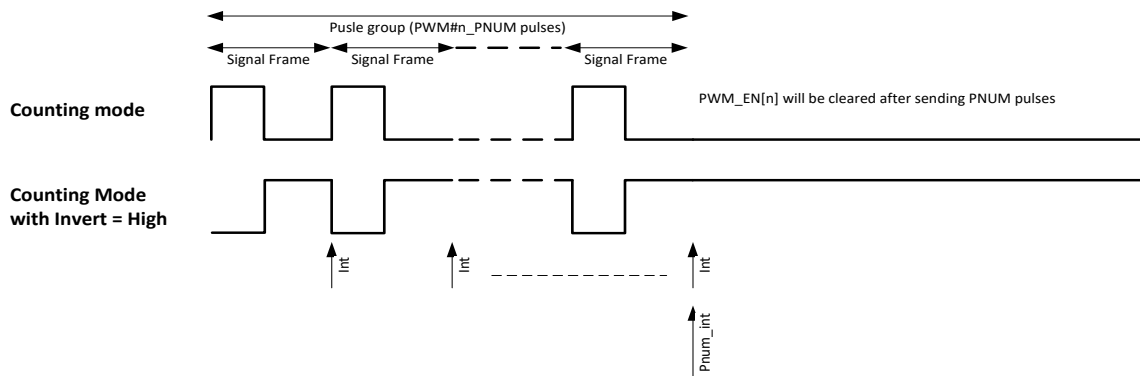 Pusle group (PWM#n_PNUM pulses)
Signal Frame
Signal Frame
Signal Frame
Counting mode
PWM_EN[n] will be cleared after sending PNUM pulses
Counting Mode
with Invert = High
Int
Int
Int
Pnum_int